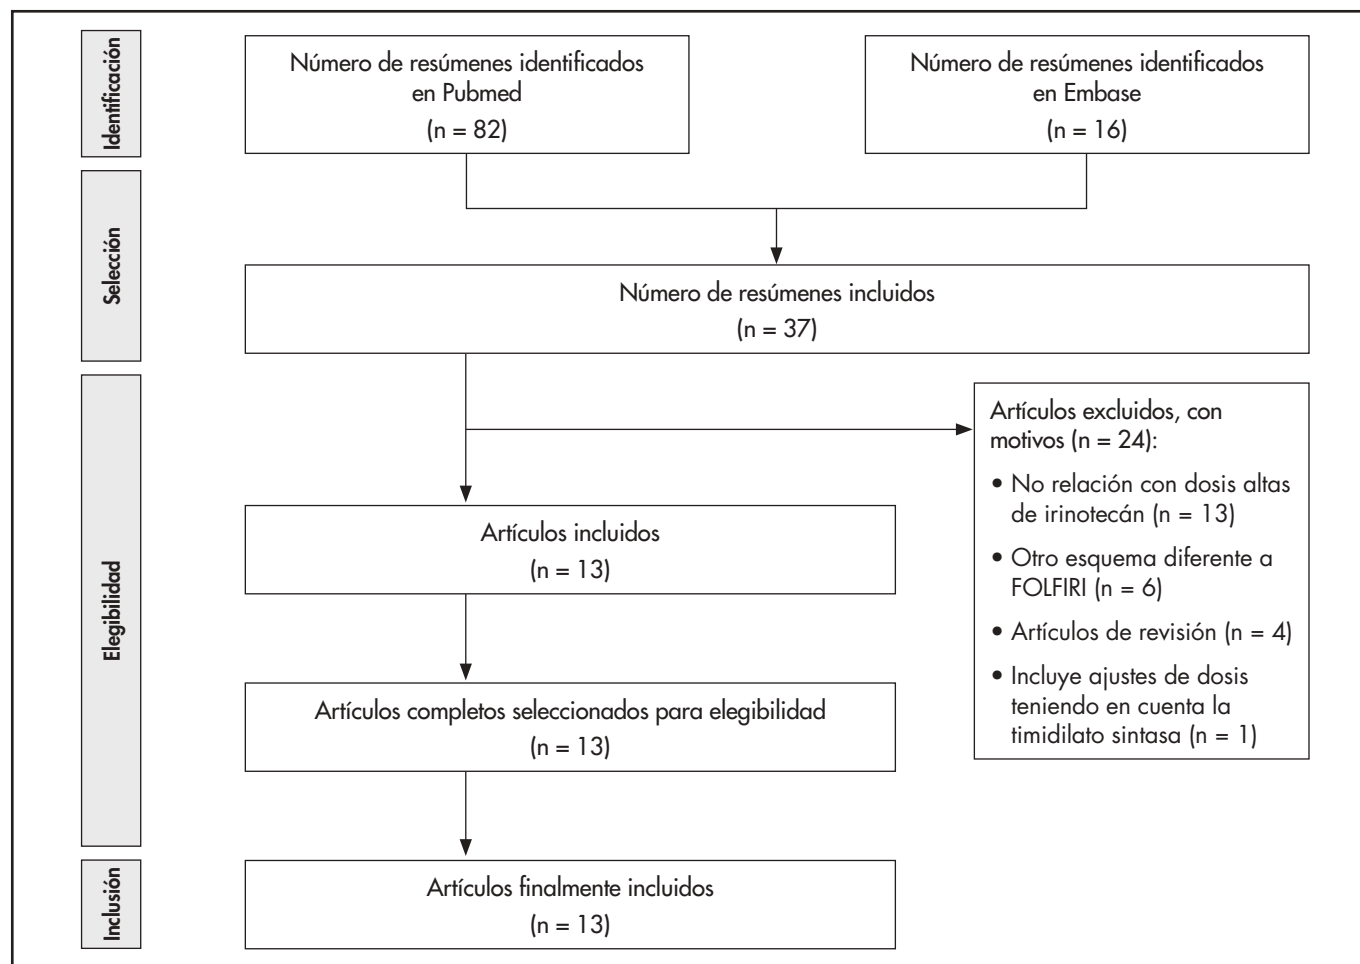 Identificación
Número de resúmenes identificados
en Pubmed
(n = 82)
Número de resúmenes identificados
en Embase
(n = 16)
Selección
Número de resúmenes incluidos
(n = 37)
Elegibilidad
Artículos excluidos, con
motivos (n = 24):
• No relación con dosis altas
de irinotecán (n = 13)
• Otro esquema diferente a
FOLFIRI (n = 6)
• Artículos de revisión (n = 4)
• Incluye ajustes de dosis
teniendo en cuenta la
timidilato sintasa (n = 1)
Artículos incluidos
(n = 13)
Artículos completos seleccionados para elegibilidad
(n = 13)
Inclusión
Artículos finalmente incluidos
(n = 13)